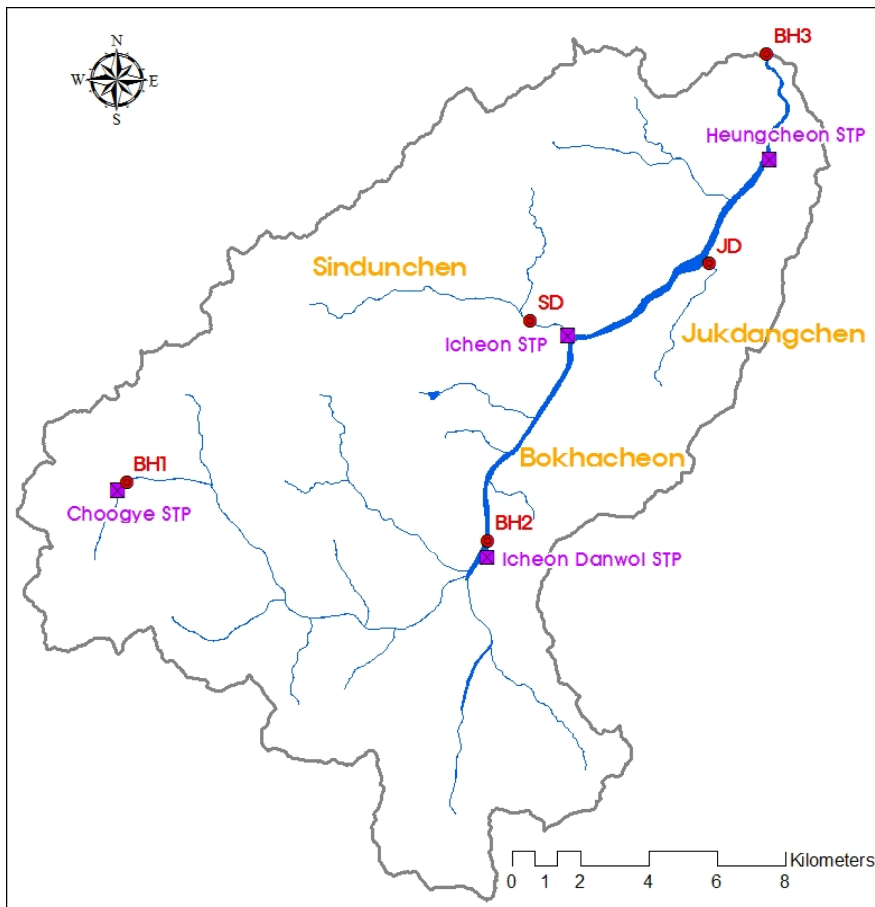 N
W E
S
BH3
Heungcheon STP
JD
Sindunchen
SD
Icheon STP
Jukdangchen
Bokhacheon
BH1
Choogye STP
BH2
Icheon Danwol STP
Kilometers
0 1 2 4 6 8